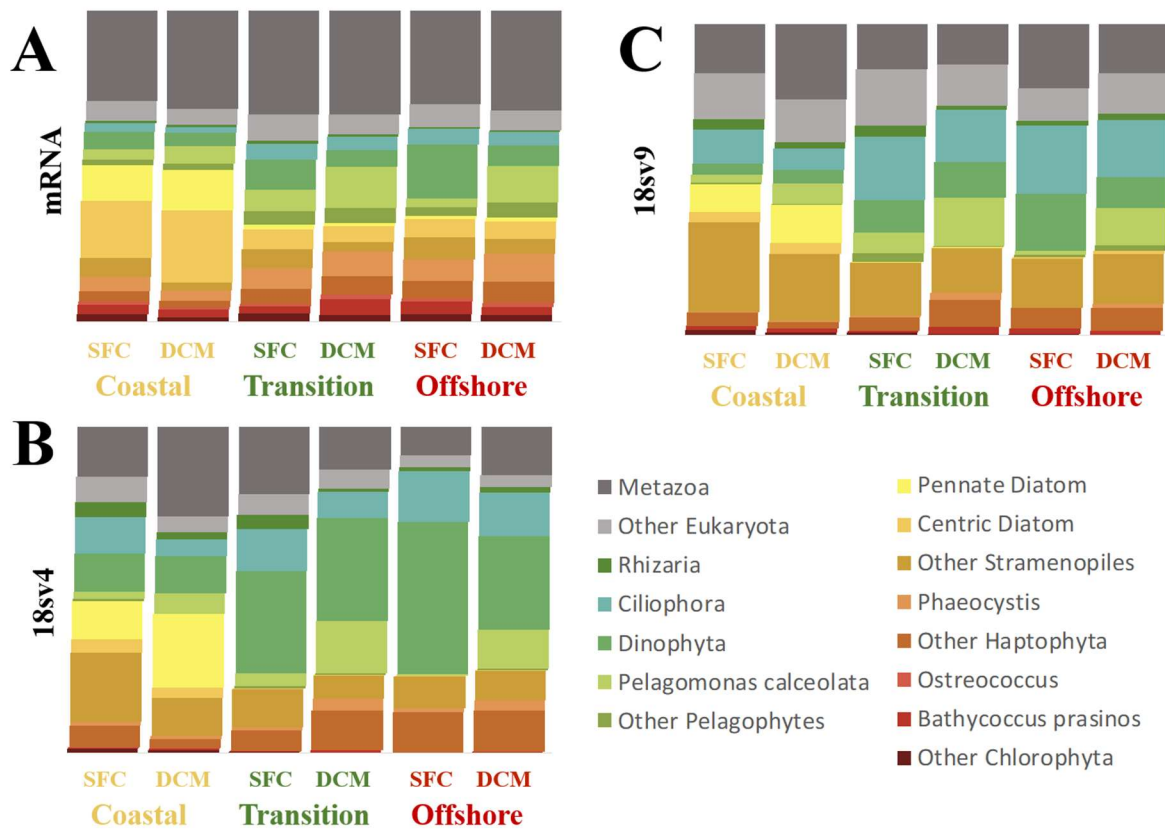 A
mRNA
SFC DCM SFC DCM SFC DCM
Coastal Transition Offshore
C
18sv9
SFC DCM SFC DCM SFC DCM
Coastal Transition Offshore
B
18sv4
SFC DCM SFC DCM SFC DCM
Coastal Transition Offshore
Metazoa
Other Eukaryota
Rhizaria
Ciliophora
Dinophyta
Pelagomonas calceolata
Other Pelagophytes
Pennate Diatom
Centric Diatom
Other Stramenopiles
Phaeocystis
Other Haptophyta
Ostreococcus
Bathycoccus prasinos
Other Chlorophyta